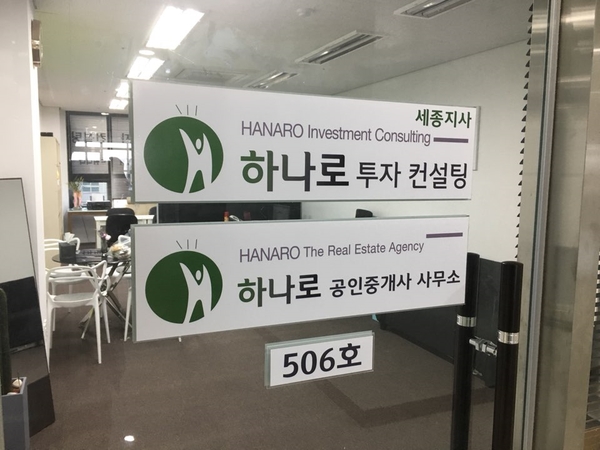 세종지사
HANARO Investment Consulting
하나로 투자 컨설팅
HANARO The Real Estate Agency
하나로 공인중개사 사무소
506호